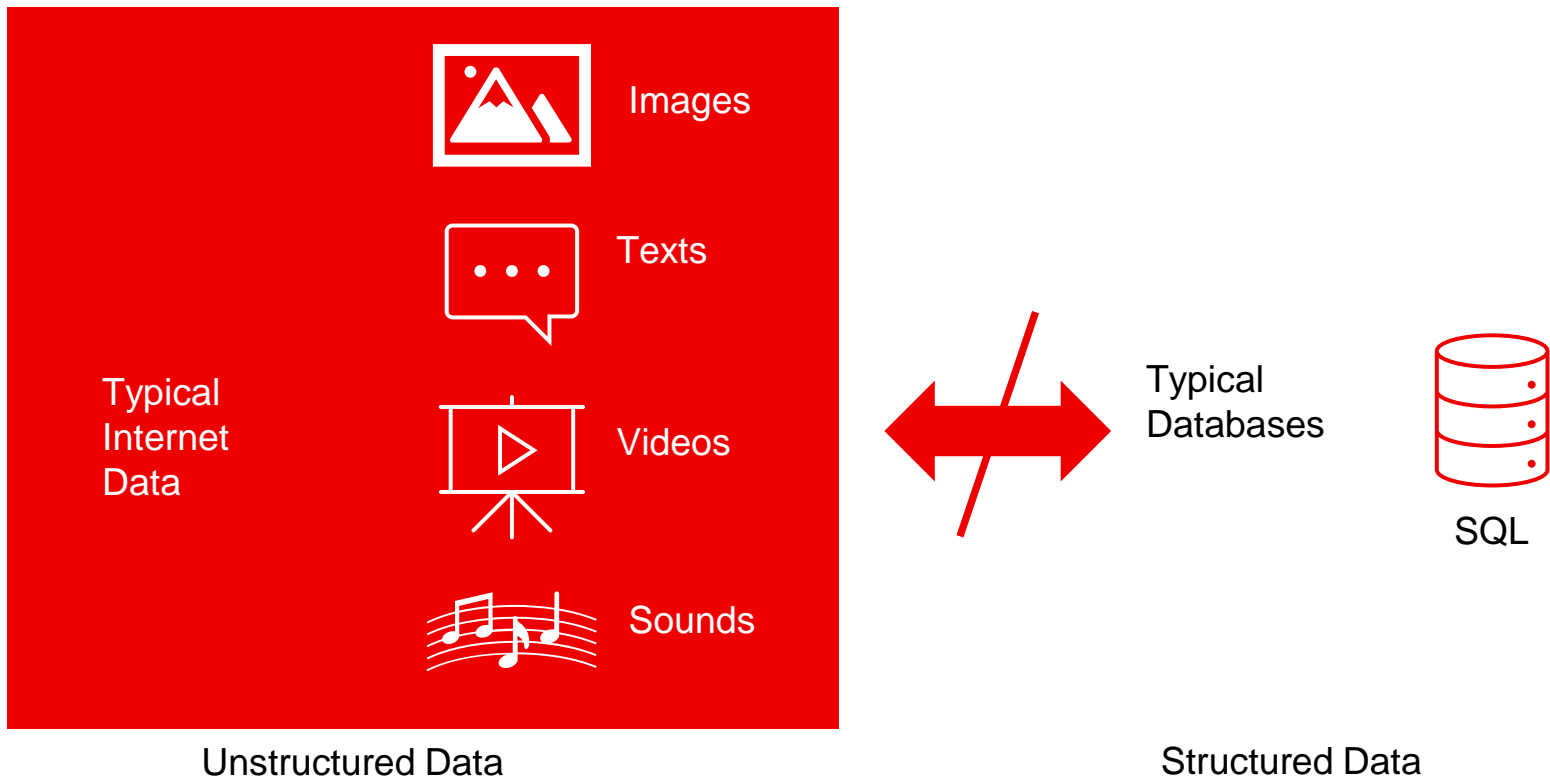 Images
Texts
Typical
Internet
Data
Videos
Sounds
Unstructured Data
Typical
Databases
SQL
Structured Data